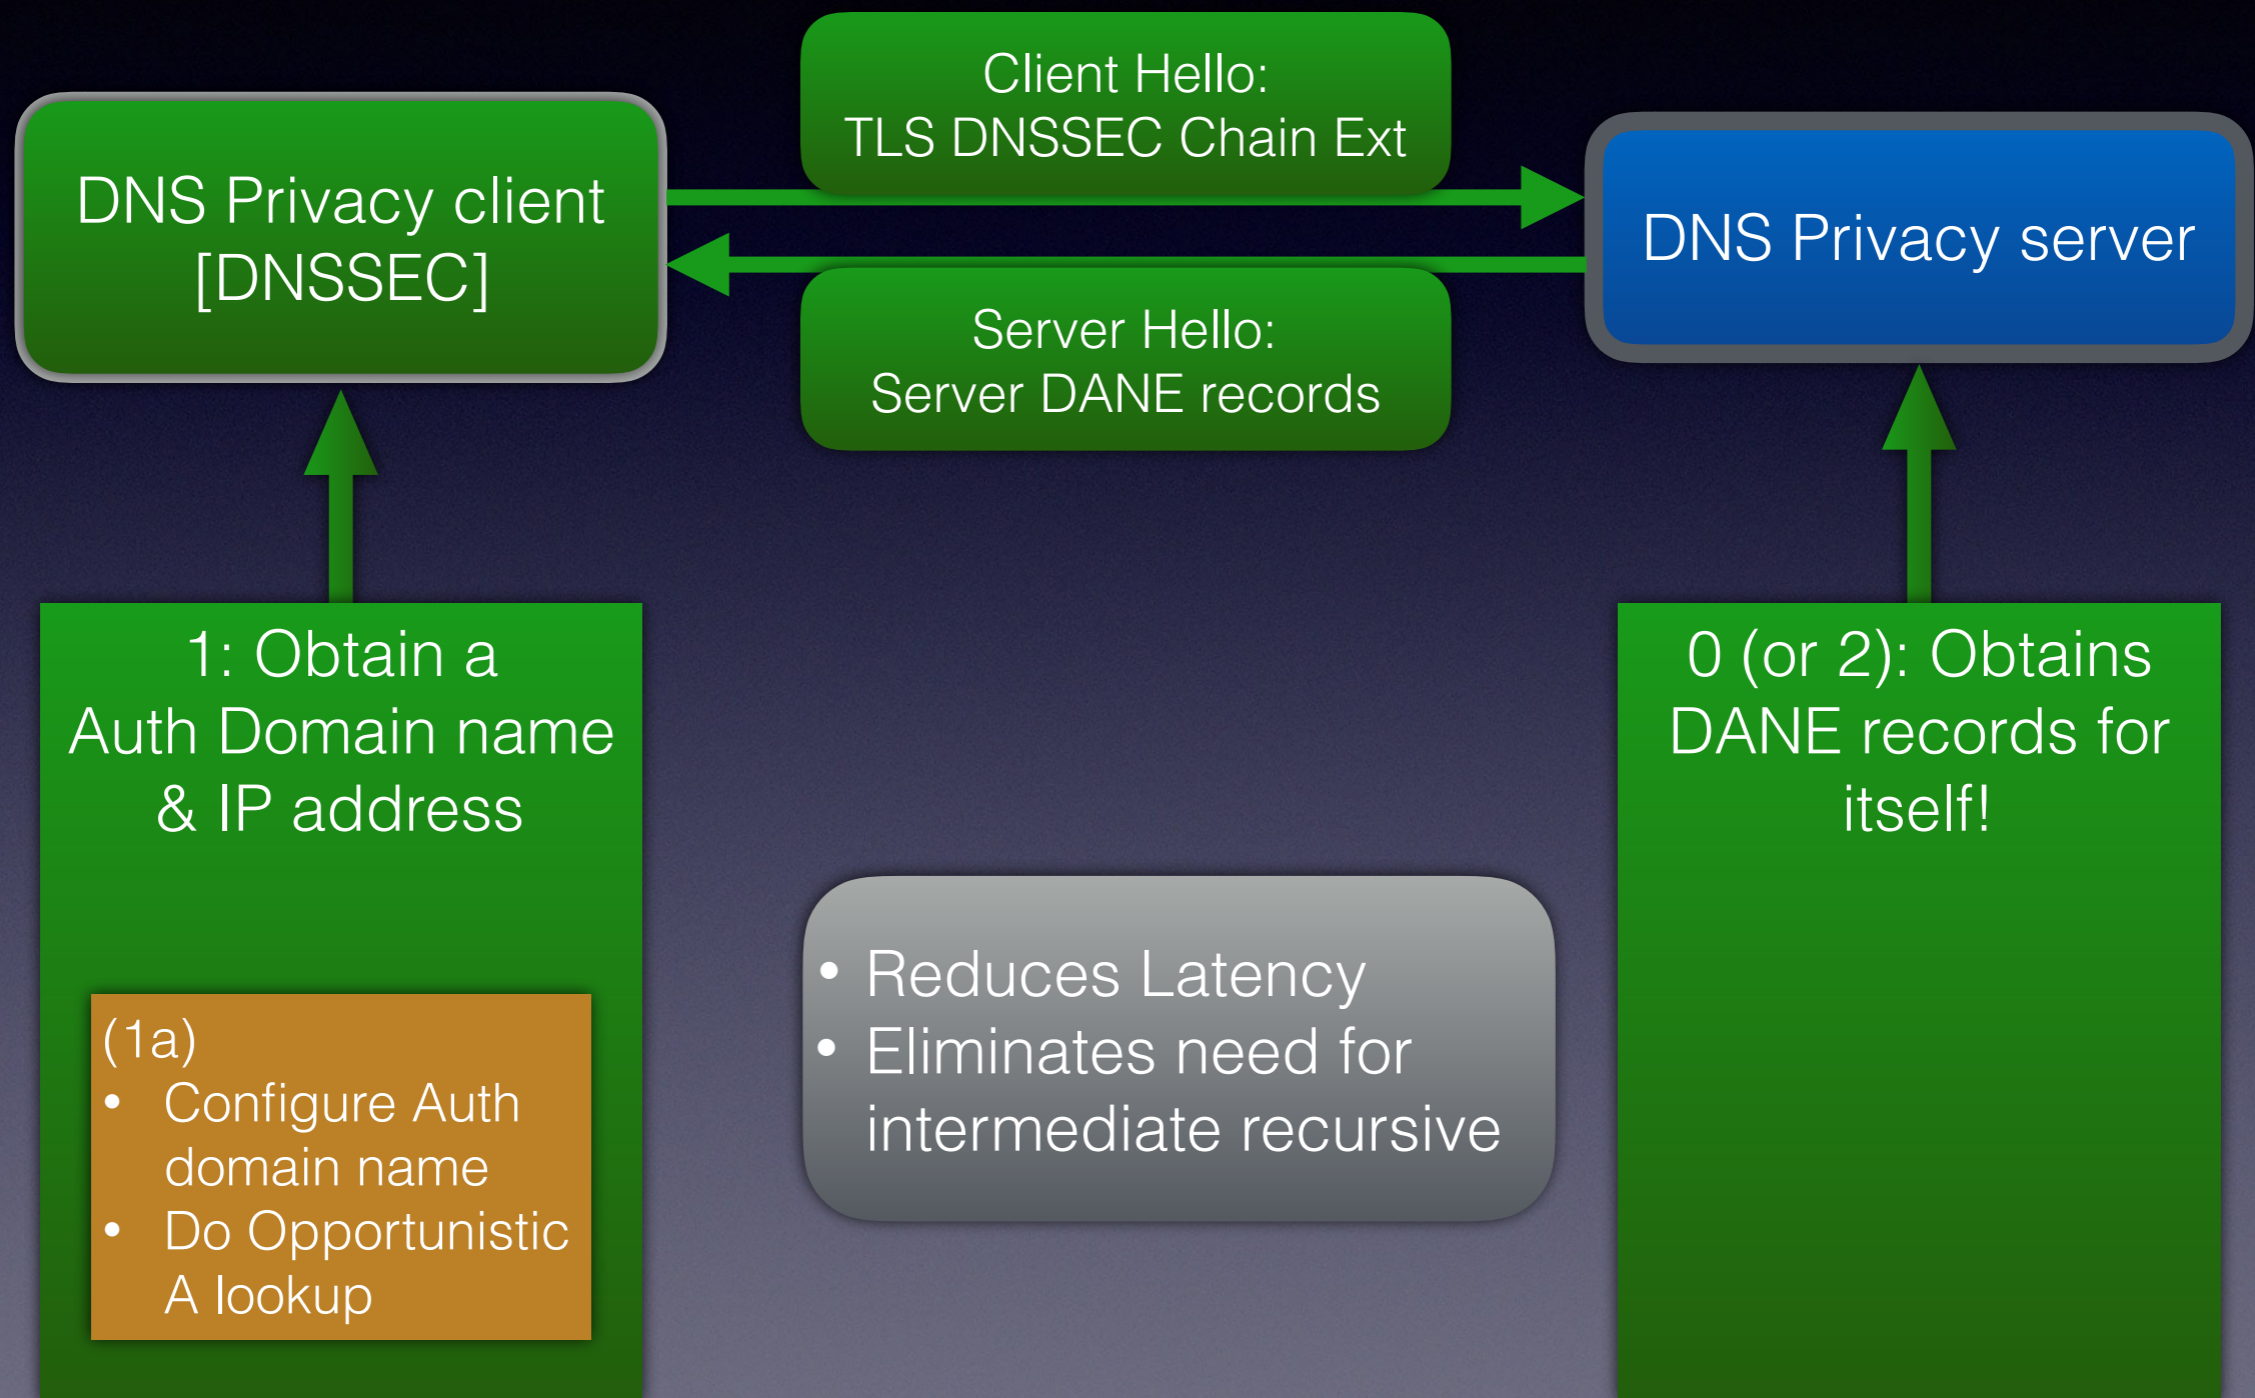 Client Hello:
TLS DNSSEC Chain Ext
DNS Privacy client
[DNSSEC]
DNS Privacy server
Server Hello:
Server DANE records
1: Obtain a
Auth Domain name
& IP address
(1a)
• Configure Auth
domain name
• Do Opportunistic
A lookup
• Reduces Latency
• Eliminates need for
intermediate recursive
0 (or 2): Obtains
DANE records for
itself!